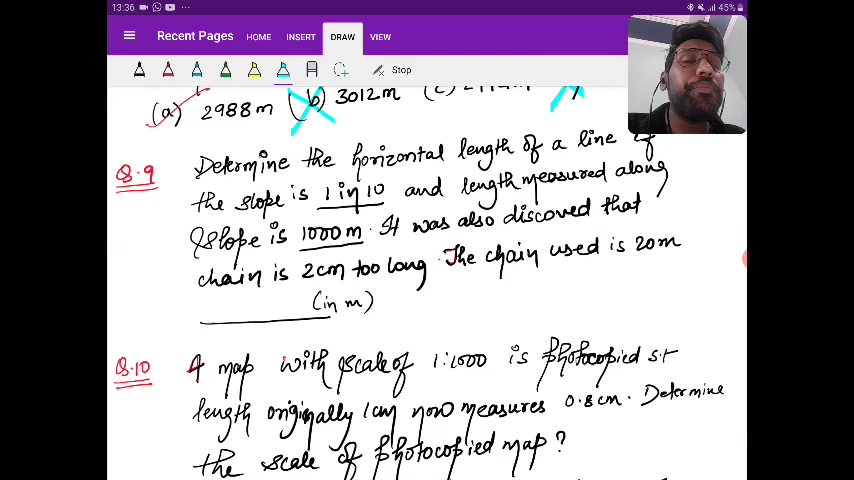 13:36
45%
Recent Pages HOME INSERT DRAW VIEW
Stop
(a) 2988m (b) 3012m (c)
Q.9 Determine the horizontal length of a line if
the slope is 1 in 10 and length measured along
slope is 1000m. It was also discoved that
chain is 2cm too long. The chain used is 20m
(in m)
Q.10 A map with scale of 1:1000 is photocopied s.t
length originally 1cm now measures 0.8cm. Determine
the scale of photocopied map?